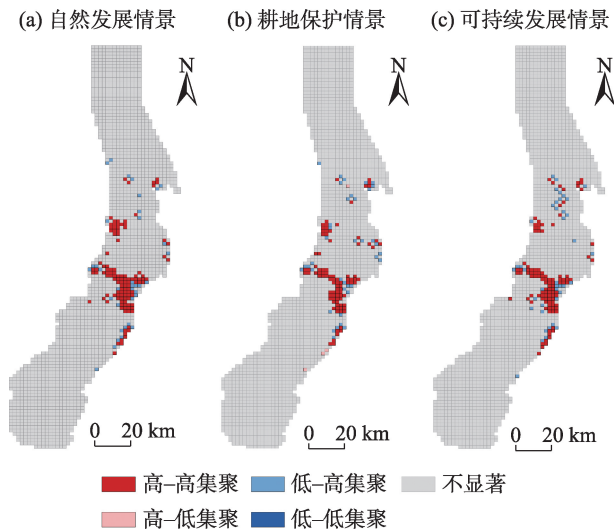 (a) 自然发展情景 (b) 耕地保护情景 (c) 可持续发展情景
N N N
0 20 km 0 20 km 0 20 km
高–高集聚 低–高集聚 不显著
高–低集聚 低–低集聚